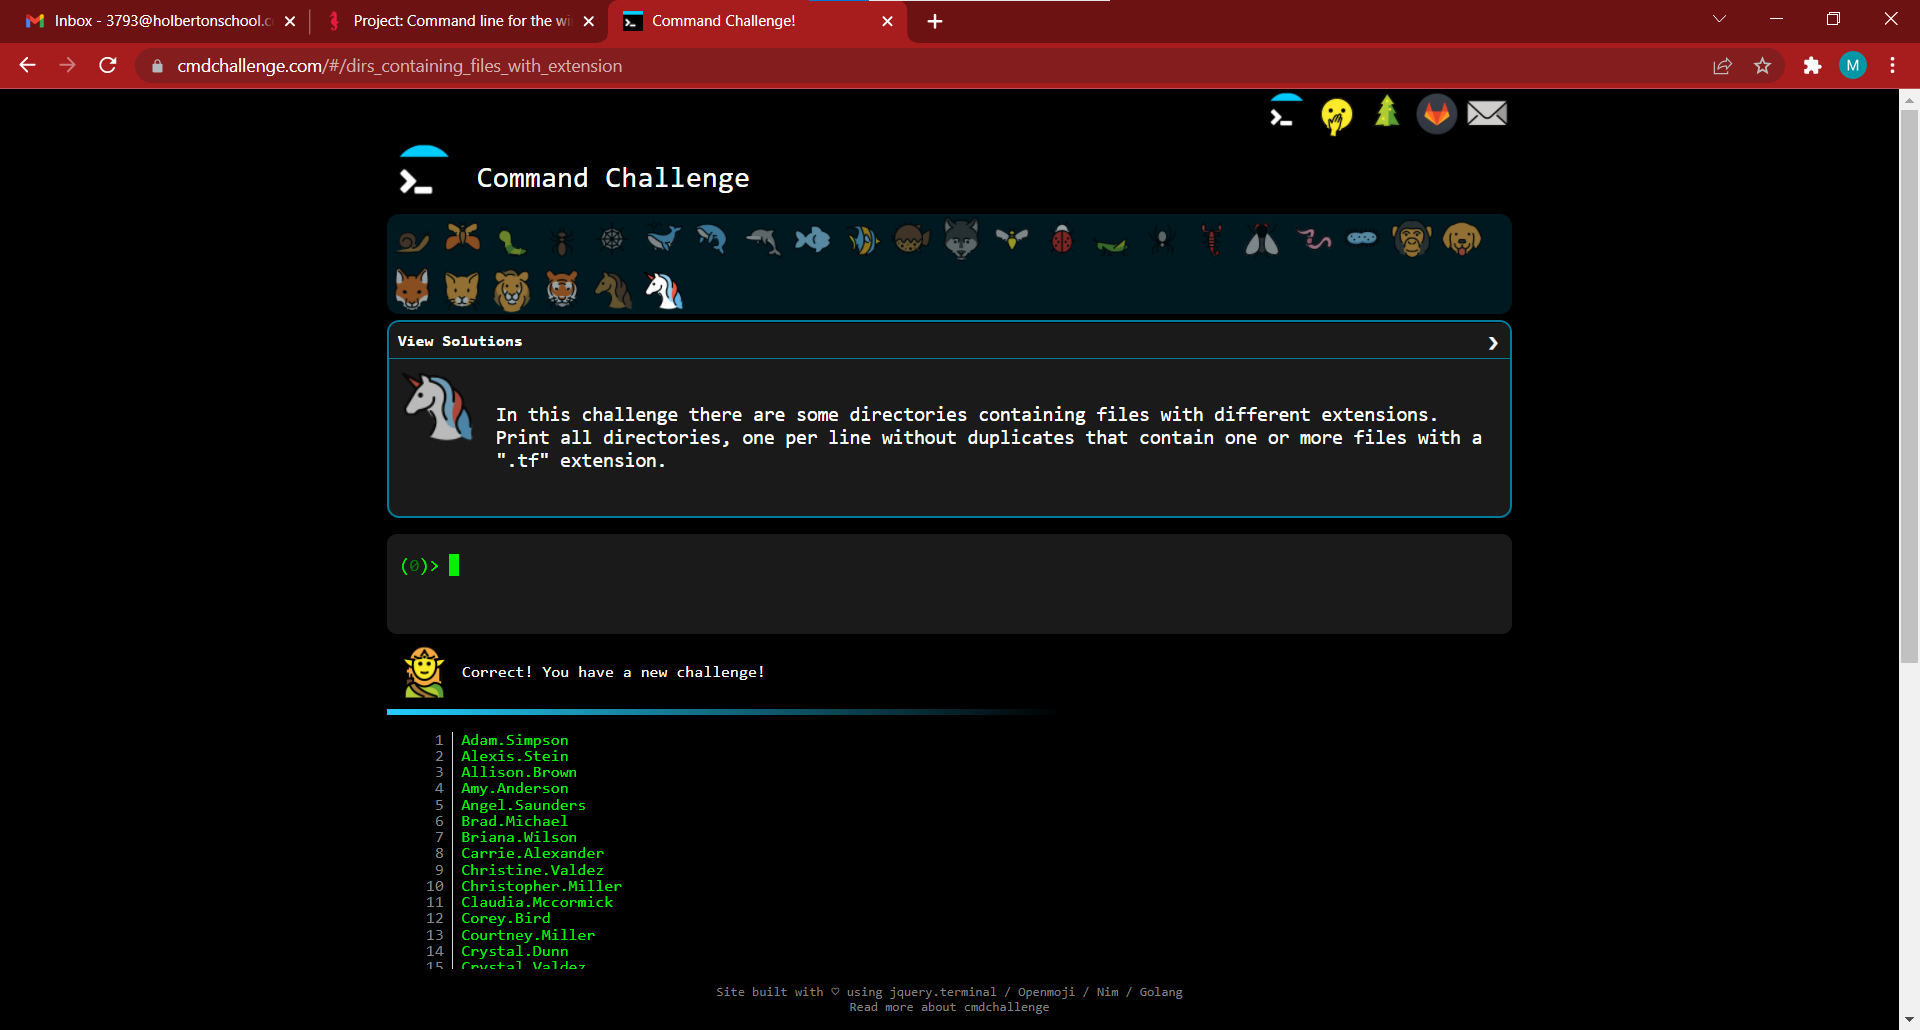 Inbox - 3793@holbertonschool.c
Project: Command line for the wi
Command Challenge!
cmdchallenge.com/#/dirs_containing_files_with_extension
M
Command Challenge
View Solutions
In this challenge there are some directories containing files with different extensions.
Print all directories, one per line without duplicates that contain one or more files with a
".tf" extension.
(0)>
Correct! You have a new challenge!
1 Adam.Simpson
2 Alexis.Stein
3 Allison.Brown
4 Amy.Anderson
5 Angel.Saunders
6 Brad.Michael
7 Briana.Wilson
8 Carrie.Alexander
9 Christine.Valdez
10 Christopher.Miller
11 Claudia.Mccormick
12 Corey.Bird
13 Courtney.Miller
14 Crystal.Dunn
15 Crystal.Valdez
Site built with ♡ using jquery.terminal / Openmoji / Nim / Golang
Read more about cmdchallenge